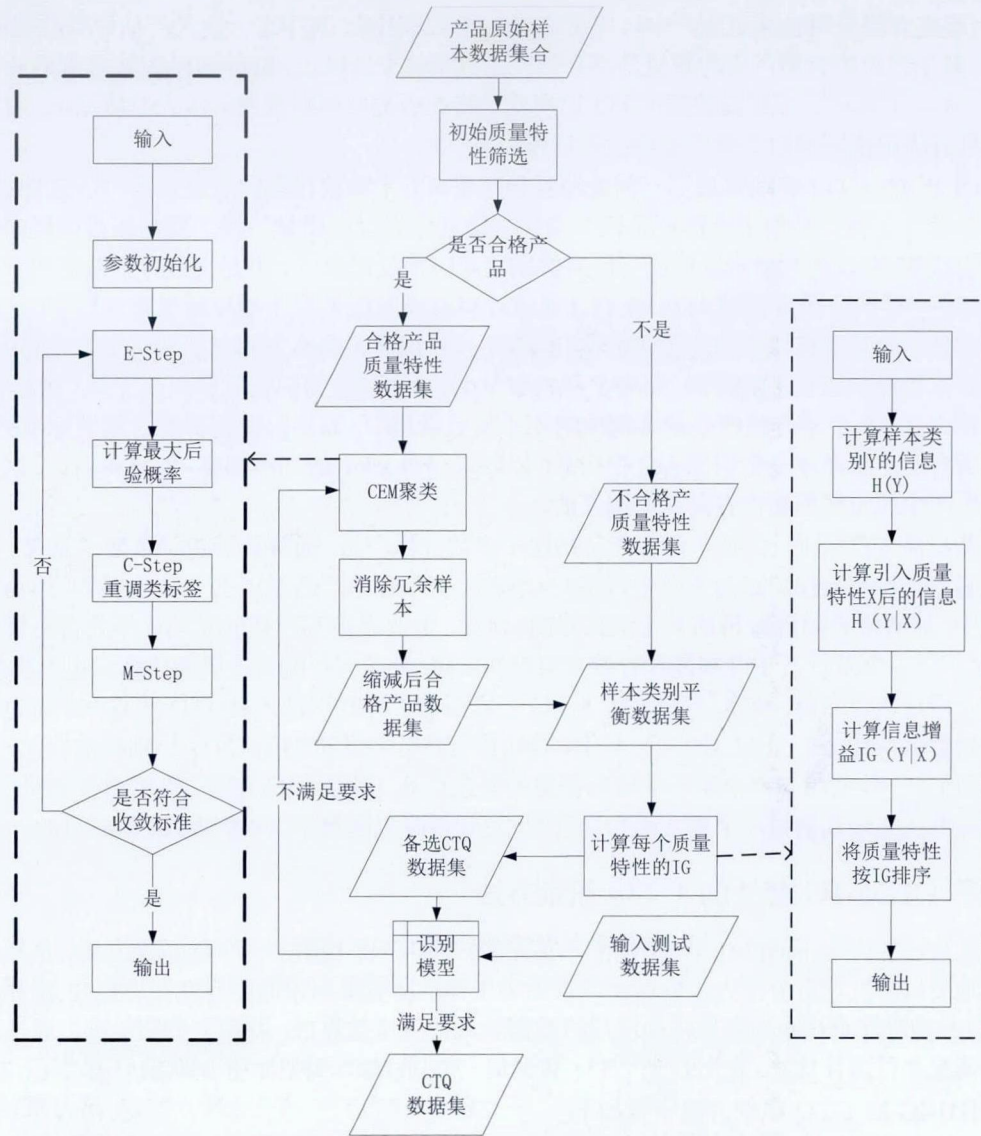 产品原始样
本数据集合
初始质量特
性筛选
是否合格产
品
是
不是
合格产品
质量特性
数据集
CEM聚类
消除冗余样
本
缩减后合
格产品数
据集
不合格产
质量特性
数据集
样本类别平
衡数据集
不满足要求
计算每个质量
特性的IG
备选CTQ
数据集
识别
模型
输入测试
数据集
满足要求
CTQ
数据集
输入
参数初始化
E-Step
计算最大后
验概率
C-Step
重调类标签
M-Step
否
是否符合
收敛标准
是
输出
输入
计算样本类
别Y的信息
H(Y)
计算引入质量
特性X后的信息
H（Y|X）
计算信息增
益IG（Y|X）
将质量特性
按IG排序
输出